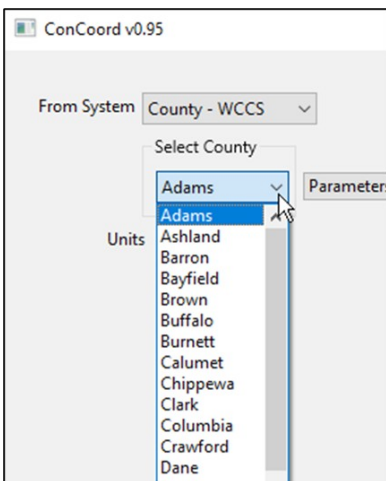 ConCoord v0.95
From System County - WCCS
Select County
Adams Parameters
Adams
Units Ashland
Barron
Bayfield
Brown
Buffalo
Burnett
Calumet
Chippewa
Clark
Columbia
Crawford
Dane